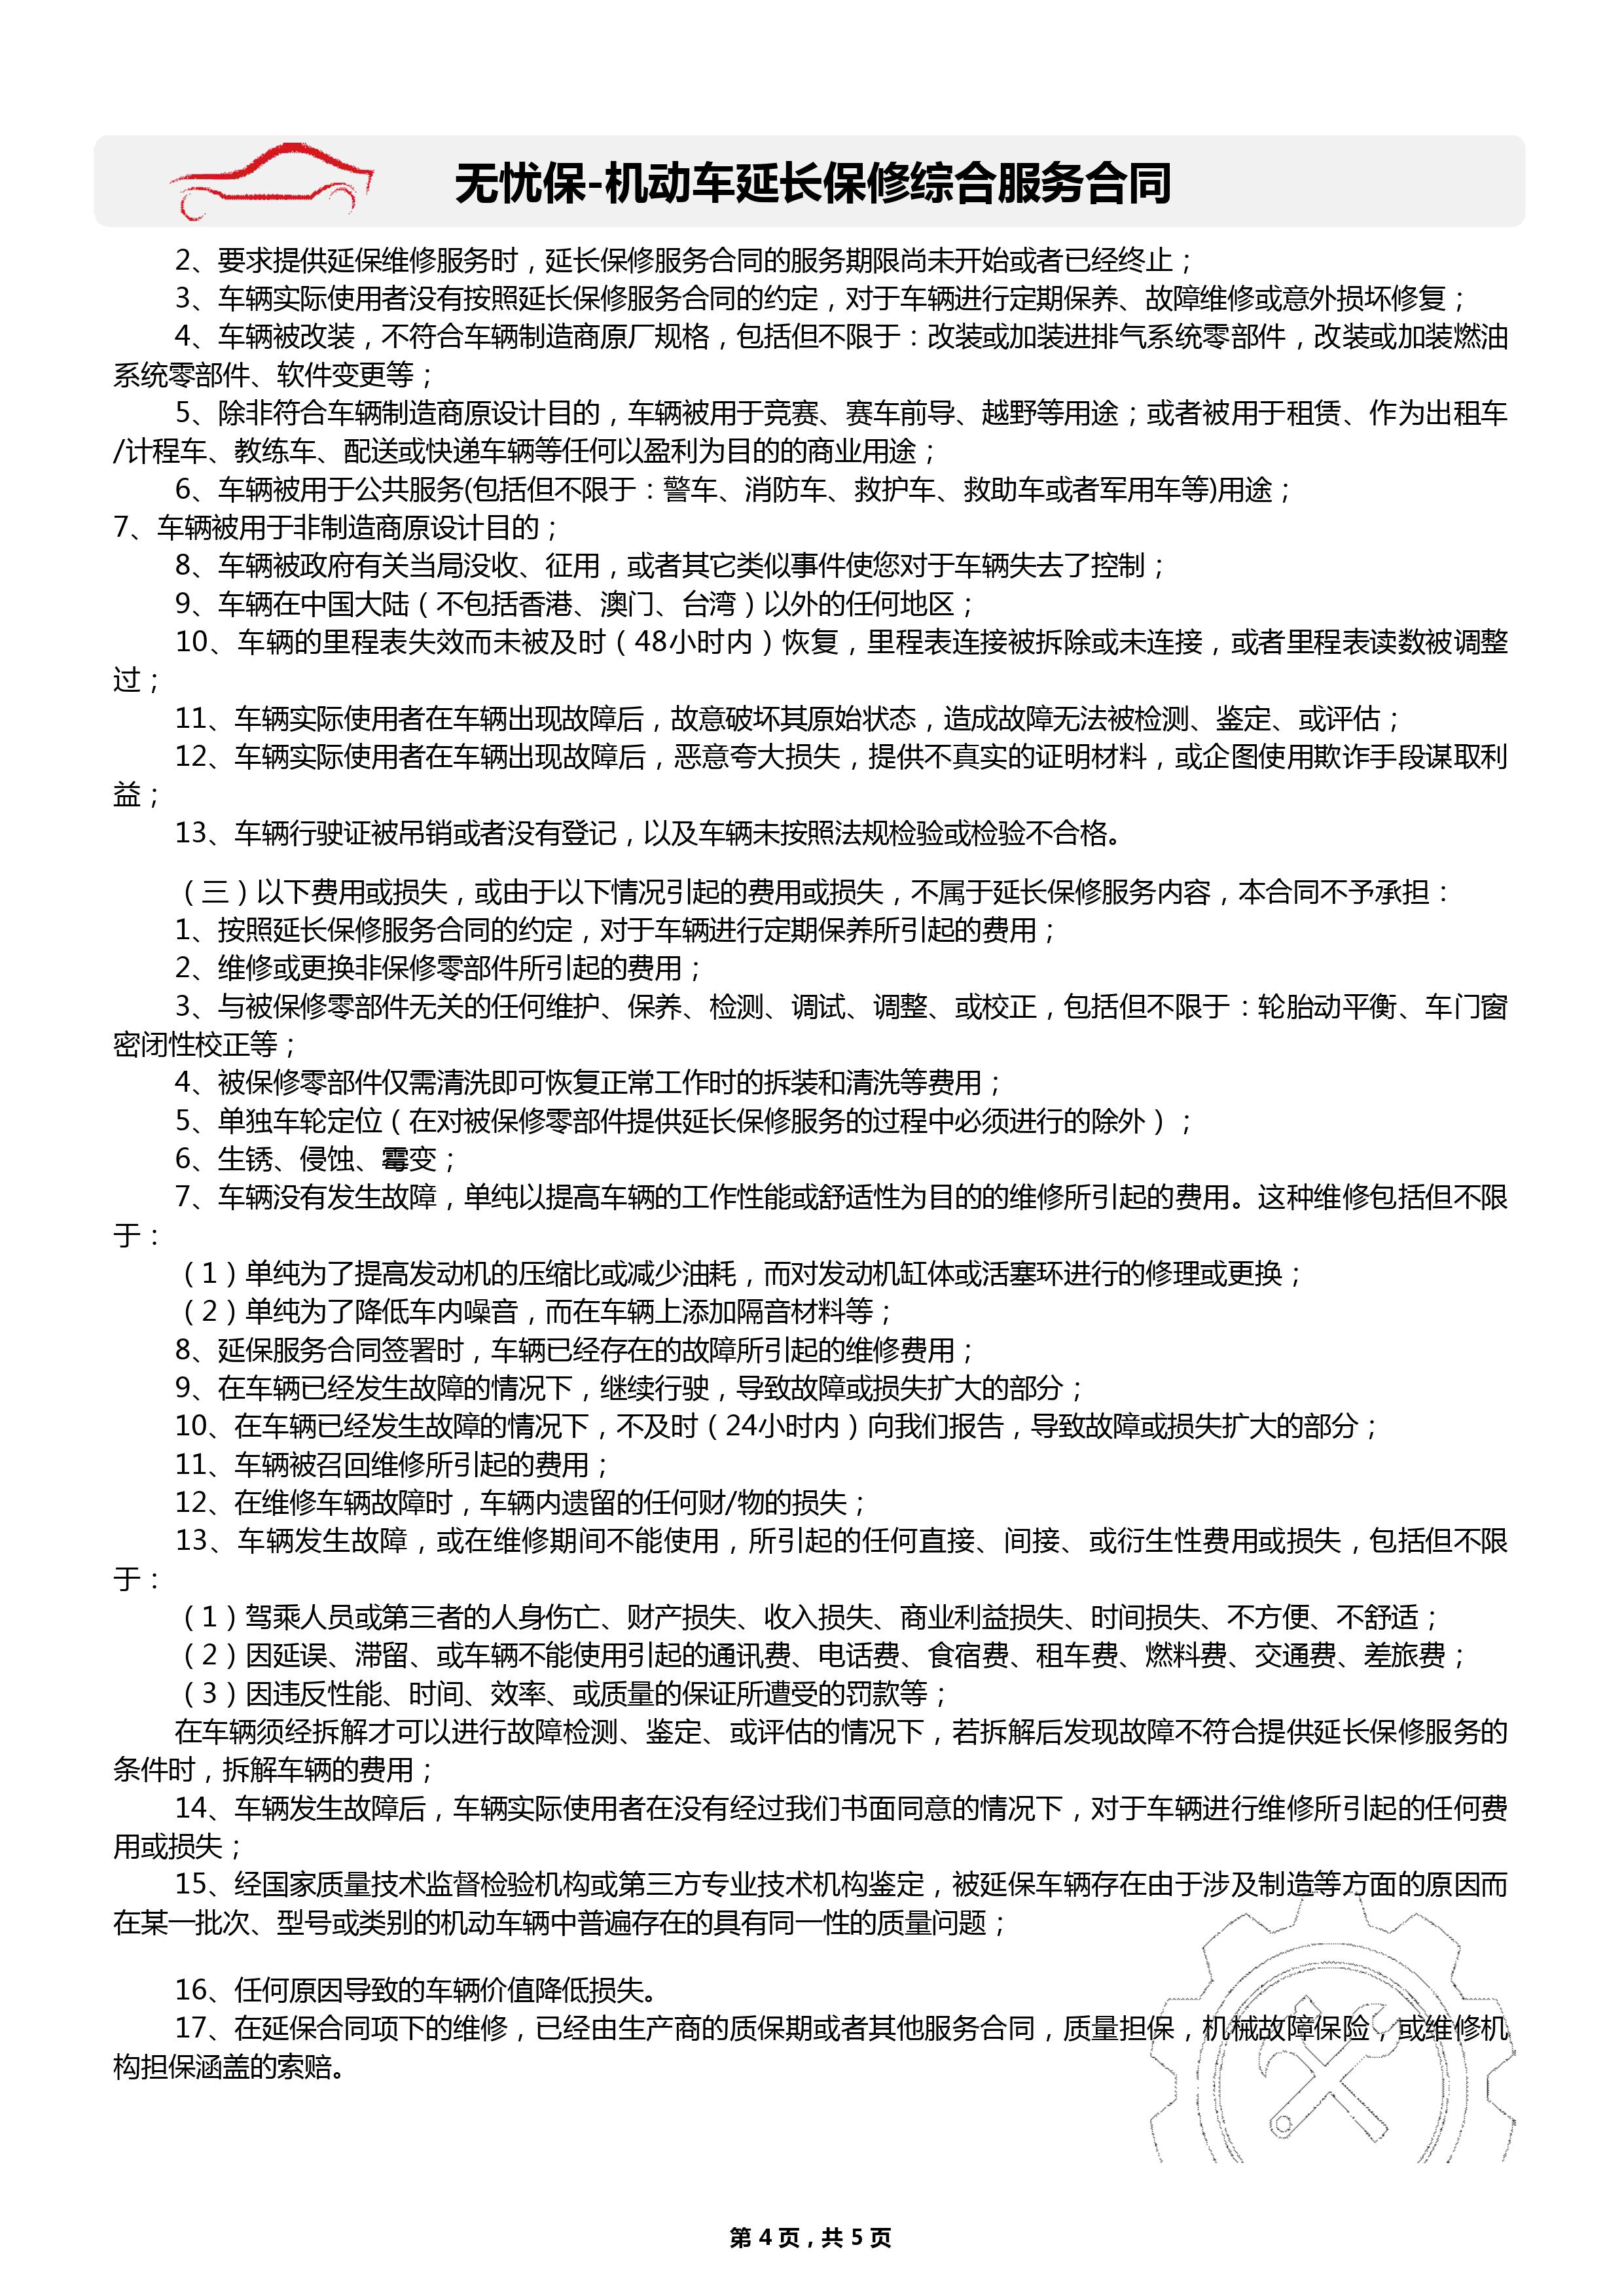 无忧保-机动车延长保修综合服务合同
2、要求提供延保维修服务时，延长保修服务合同的服务期限尚未开始或者已经终止；
3、车辆实际使用者没有按照延长保修服务合同的约定，对于车辆进行定期保养、故障维修或意外损坏修复；
4、车辆被改装，不符合车辆制造商原厂规格，包括但不限于：改装或加装进排气系统零部件，改装或加装燃油
系统零部件、软件变更等；
5、除非符合车辆制造商原设计目的，车辆被用于竞赛、赛车前导、越野等用途；或者被用于租赁、作为出租车
/计程车、教练车、配送或快递车辆等任何以盈利为目的的商业用途；
6、车辆被用于公共服务(包括但不限于：警车、消防车、救护车、救助车或者军用车等)用途；
7、车辆被用于非制造商原设计目的；
8、车辆被政府有关当局没收、征用，或者其它类似事件使您对于车辆失去了控制；
9、车辆在中国大陆（不包括香港、澳门、台湾）以外的任何地区；
10、车辆的里程表失效而未被及时（48小时内）恢复，里程表连接被拆除或未连接，或者里程表读数被调整
过；
11、车辆实际使用者在车辆出现故障后，故意破坏其原始状态，造成故障无法被检测、鉴定、或评估；
12、车辆实际使用者在车辆出现故障后，恶意夸大损失，提供不真实的证明材料，或企图使用欺诈手段谋取利
益；
13、车辆行驶证被吊销或者没有登记，以及车辆未按照法规检验或检验不合格。
（三）以下费用或损失，或由于以下情况引起的费用或损失，不属于延长保修服务内容，本合同不予承担：
1、按照延长保修服务合同的约定，对于车辆进行定期保养所引起的费用；
2、维修或更换非保修零部件所引起的费用；
3、与被保修零部件无关的任何维护、保养、检测、调试、调整、或校正，包括但不限于：轮胎动平衡、车门窗
密闭性校正等；
4、被保修零部件仅需清洗即可恢复正常工作时的拆装和清洗等费用；
5、单独车轮定位（在对被保修零部件提供延长保修服务的过程中必须进行的除外）；
6、生锈、侵蚀、霉变；
7、车辆没有发生故障，单纯以提高车辆的工作性能或舒适性为目的的维修所引起的费用。这种维修包括但不限
于：
（1）单纯为了提高发动机的压缩比或减少油耗，而对发动机缸体或活塞环进行的修理或更换；
（2）单纯为了降低车内噪音，而在车辆上添加隔音材料等；
8、延保服务合同签署时，车辆已经存在的故障所引起的维修费用；
9、在车辆已经发生故障的情况下，继续行驶，导致故障或损失扩大的部分；
10、在车辆已经发生故障的情况下，不及时（24小时内）向我们报告，导致故障或损失扩大的部分；
11、车辆被召回维修所引起的费用；
12、在维修车辆故障时，车辆内遗留的任何财/物的损失；
13、车辆发生故障，或在维修期间不能使用，所引起的任何直接、间接、或衍生性费用或损失，包括但不限
于：
（1）驾乘人员或第三者的人身伤亡、财产损失、收入损失、商业利益损失、时间损失、不方便、不舒适；
（2）因延误、滞留、或车辆不能使用引起的通讯费、电话费、食宿费、租车费、燃料费、交通费、差旅费；
（3）因违反性能、时间、效率、或质量的保证所遭受的罚款等；
在车辆须经拆解才可以进行故障检测、鉴定、或评估的情况下，若拆解后发现故障不符合提供延长保修服务的
条件时，拆解车辆的费用；
14、车辆发生故障后，车辆实际使用者在没有经过我们书面同意的情况下，对于车辆进行维修所引起的任何费
用或损失；
15、经国家质量技术监督检验机构或第三方专业技术机构鉴定，被延保车辆存在由于涉及制造等方面的原因而
在某一批次、型号或类别的机动车辆中普遍存在的具有同一性的质量问题；
16、任何原因导致的车辆价值降低损失。
17、在延保合同项下的维修，已经由生产商的质保期或者其他服务合同，质量担保，机械故障保险，或维修机
构担保涵盖的索赔。
第 4 页，共 5 页